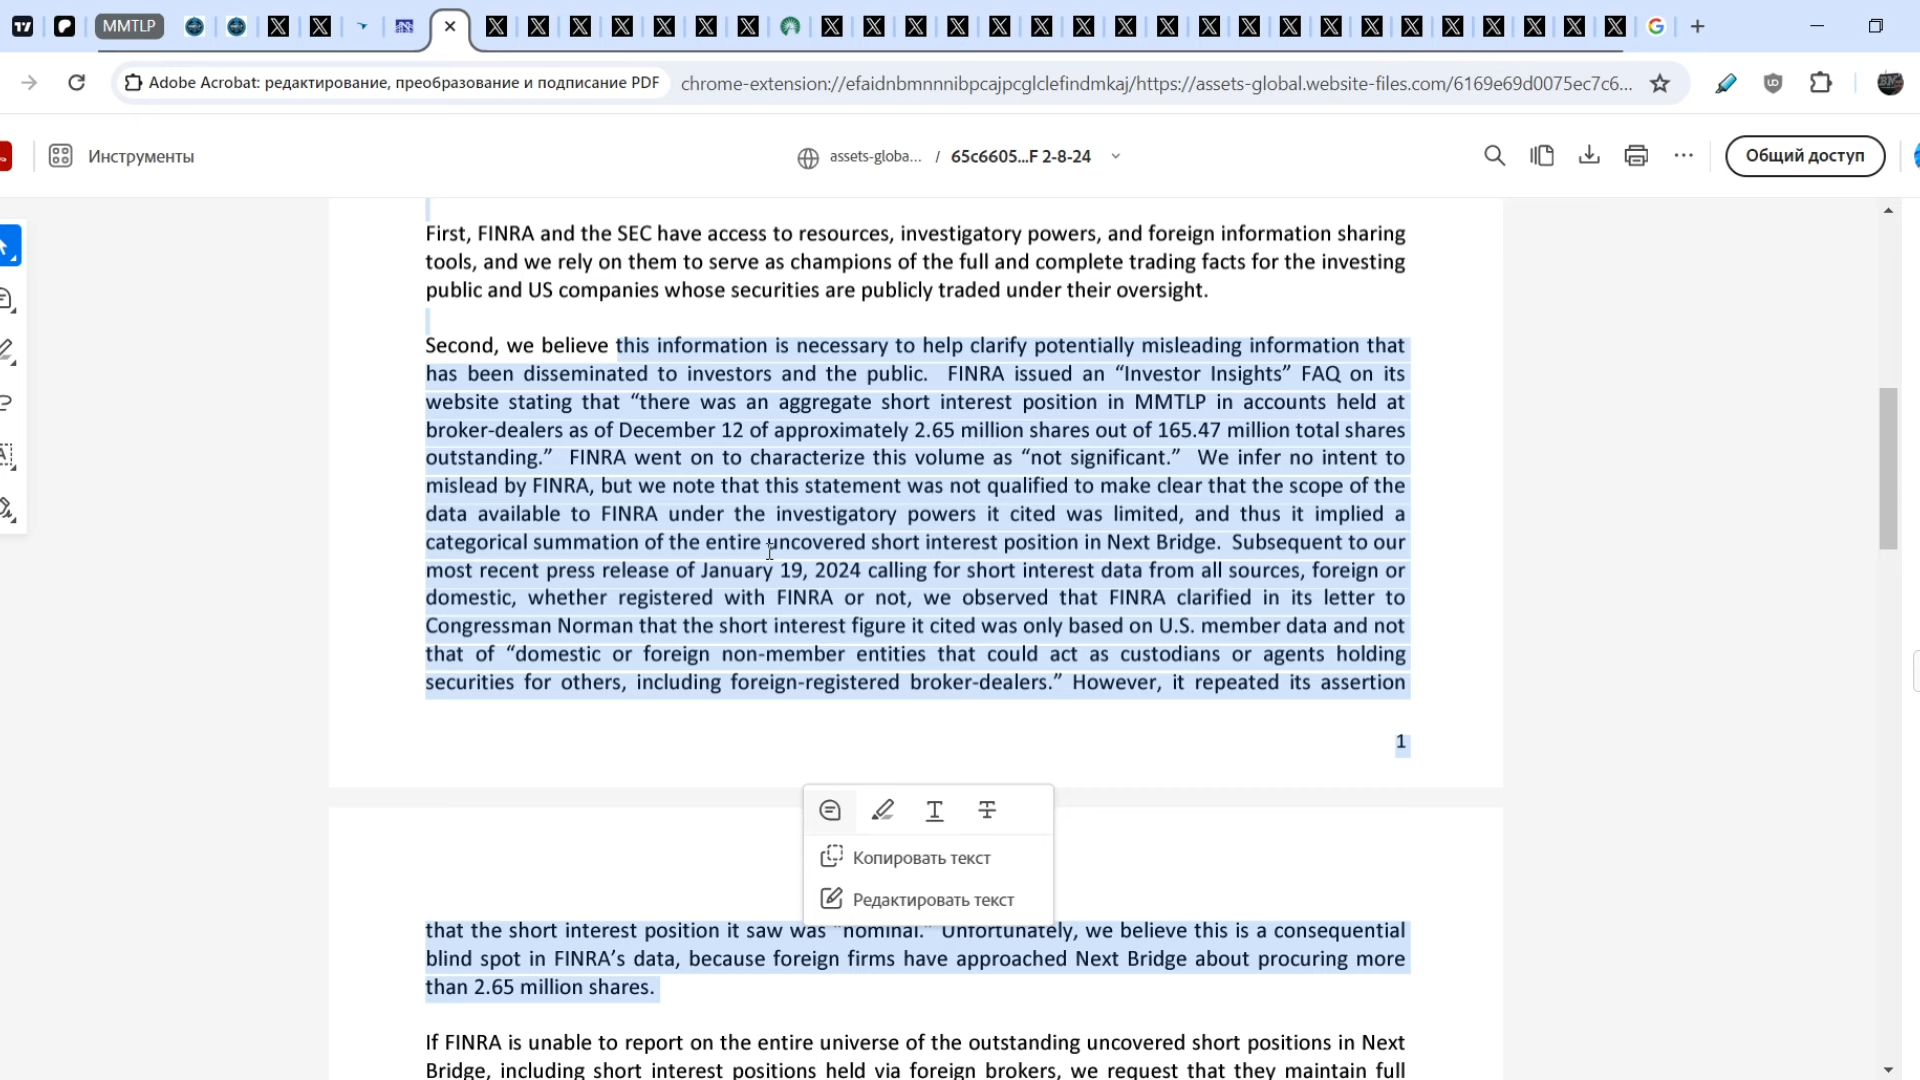 MMTLP
Adobe Acrobat: редактирование, преобразование и подписание PDF
chrome-extension://efaidnbmnnnibpcajpcglclefindmkaj/https://assets-global.website-files.com/6169e69d0075ec7c6...
Инструменты
assets-globa... / 65c6605...F 2-8-24
Общий доступ
First, FINRA and the SEC have access to resources, investigatory powers, and foreign information sharing
tools, and we rely on them to serve as champions of the full and complete trading facts for the investing
public and US companies whose securities are publicly traded under their oversight.
Second, we believe this information is necessary to help clarify potentially misleading information that
has been disseminated to investors and the public. FINRA issued an “Investor Insights” FAQ on its
website stating that “there was an aggregate short interest position in MMTLP in accounts held at
broker-dealers as of December 12 of approximately 2.65 million shares out of 165.47 million total shares
outstanding.” FINRA went on to characterize this volume as “not significant.” We infer no intent to
mislead by FINRA, but we note that this statement was not qualified to make clear that the scope of the
data available to FINRA under the investigatory powers it cited was limited, and thus it implied a
categorical summation of the entire uncovered short interest position in Next Bridge. Subsequent to our
most recent press release of January 19, 2024 calling for short interest data from all sources, foreign or
domestic, whether registered with FINRA or not, we observed that FINRA clarified in its letter to
Congressman Norman that the short interest figure it cited was only based on U.S. member data and not
that of “domestic or foreign non-member entities that could act as custodians or agents holding
securities for others, including foreign-registered broker-dealers.” However, it repeated its assertion
1
Копировать текст
Редактировать текст
that the short interest position it saw was “nominal.” Unfortunately, we believe this is a consequential
blind spot in FINRA’s data, because foreign firms have approached Next Bridge about procuring more
than 2.65 million shares.
If FINRA is unable to report on the entire universe of the outstanding uncovered short positions in Next
Bridge, including short interest positions held via foreign brokers, we request that they maintain full